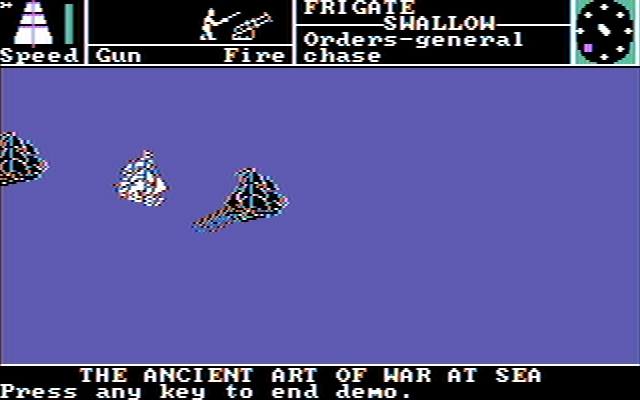 Speed
Gun Fire
FRIGATE
SWALLOW
Orders-general
chase
THE ANCIENT ART OF WAR AT SEA
Press any key to end demo.